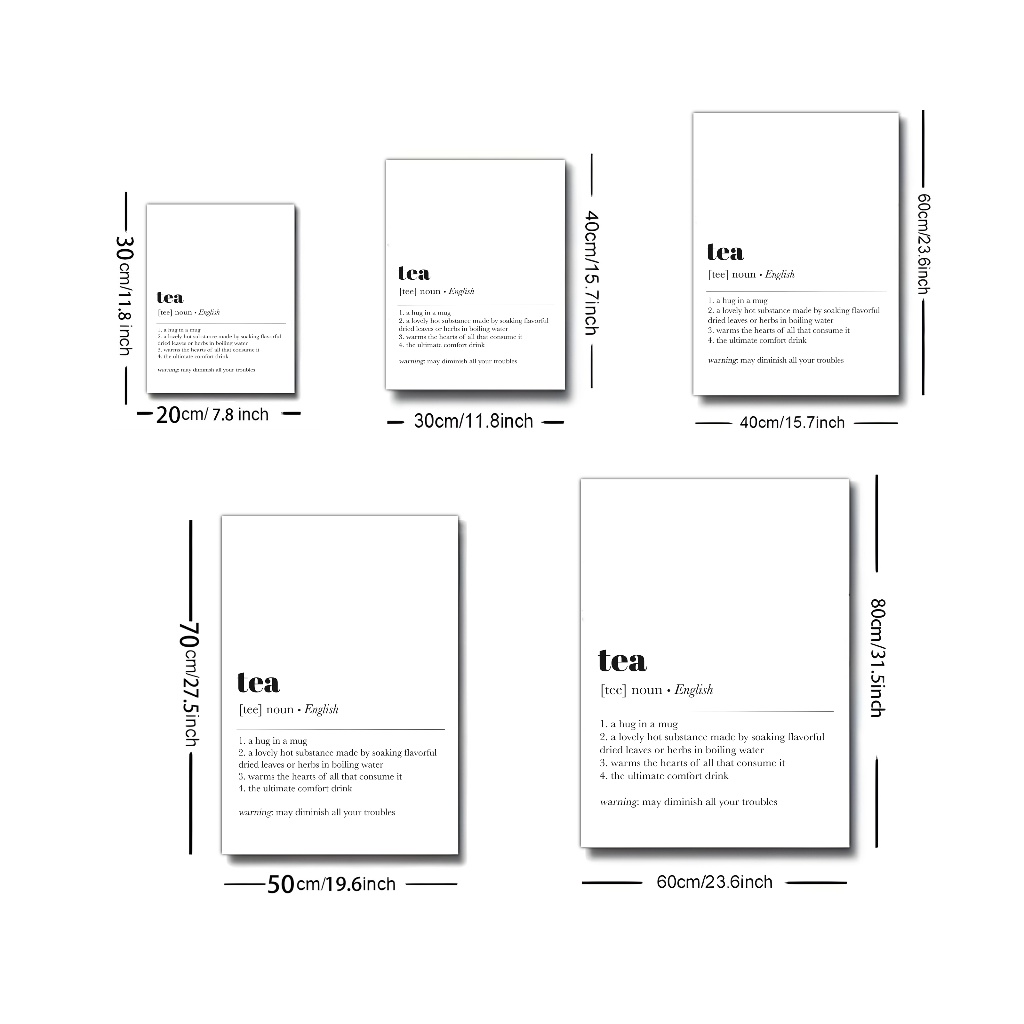 30cm/11.8 inch
tea
[tee] noun • English
1. a hug in a mug
2. a lovely hot substance made by soaking flavorful
dried leaves or herbs in boiling water
3. warms the hearts of all that consume it
4. the ultimate comfort drink
warning: may diminish all your troubles
20cm/ 7.8 inch
tea
[tee] noun • English
1. a hug in a mug
2. a lovely hot substance made by soaking flavorful
dried leaves or herbs in boiling water
3. warms the hearts of all that consume it
4. the ultimate comfort drink
warning: may diminish all your troubles
40cm/15.7inch
30cm/11.8inch
tea
[tee] noun • English
1. a hug in a mug
2. a lovely hot substance made by soaking flavorful
dried leaves or herbs in boiling water
3. warms the hearts of all that consume it
4. the ultimate comfort drink
warning: may diminish all your troubles
60cm/23.6inch
40cm/15.7inch
70cm/27.5inch
tea
[tee] noun • English
1. a hug in a mug
2. a lovely hot substance made by soaking flavorful
dried leaves or herbs in boiling water
3. warms the hearts of all that consume it
4. the ultimate comfort drink
warning: may diminish all your troubles
50cm/19.6inch
tea
[tee] noun • English
1. a hug in a mug
2. a lovely hot substance made by soaking flavorful
dried leaves or herbs in boiling water
3. warms the hearts of all that consume it
4. the ultimate comfort drink
warning: may diminish all your troubles
80cm/31.5inch
60cm/23.6inch